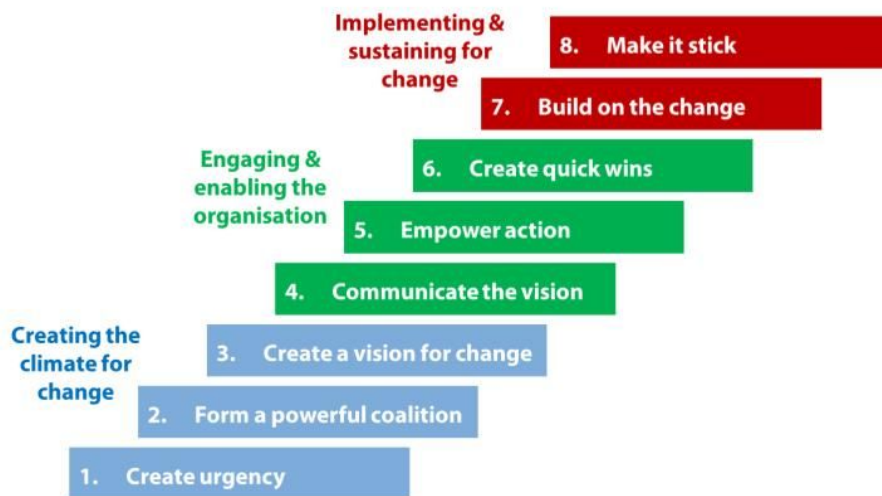 Implementing &
sustaining for
change
8. Make it stick
7. Build on the change
Engaging &
enabling the
organisation
6. Create quick wins
5. Empower action
4. Communicate the vision
Creating the
climate for
change
3. Create a vision for change
2. Form a powerful coalition
1. Create urgency